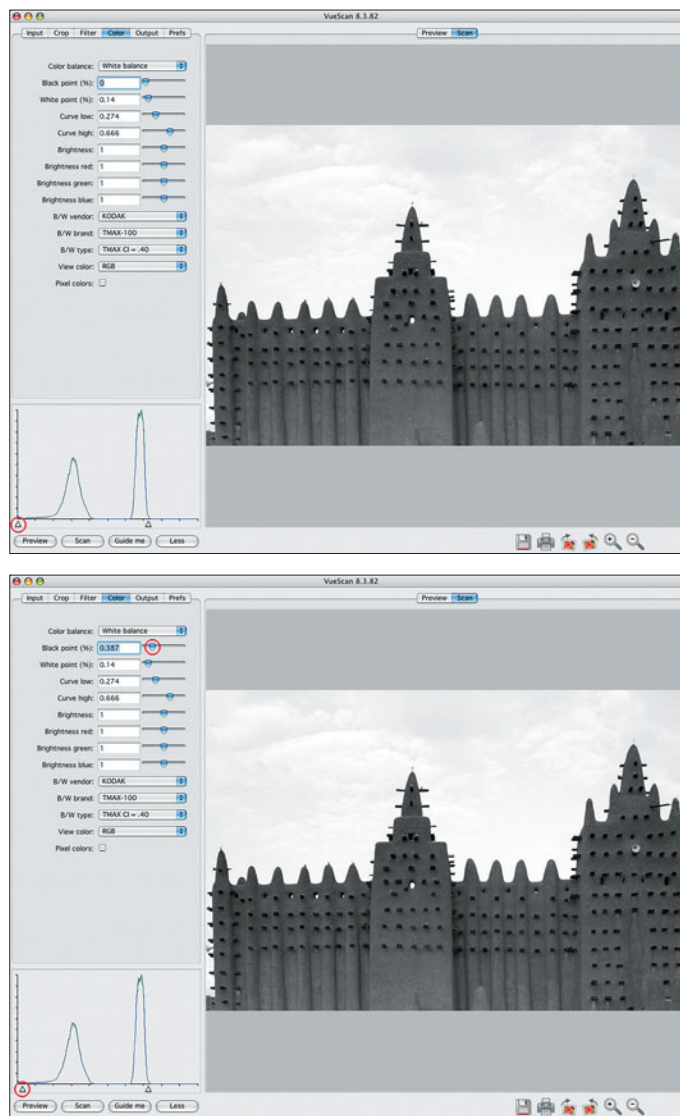 VueScan 8.3.82
Input Crop Filter Color Output Prefs
Preview Scan
Color balance: White balance
Black point (%): 0
White point (%): 0.14
Curve low: 0.274
Curve high: 0.666
Brightness: 1
Brightness red: 1
Brightness green: 1
Brightness blue: 1
B/W vendor: KODAK
B/W brand: TMAX-100
B/W type: TMAX CI = .40
View color: RGB
Pixel colors:
Preview Scan Guide me Less
VueScan 8.3.82
Input Crop Filter Color Output Prefs
Preview Scan
Color balance: White balance
Black point (%): 0.387
White point (%): 0.14
Curve low: 0.274
Curve high: 0.666
Brightness: 1
Brightness red: 1
Brightness green: 1
Brightness blue: 1
B/W vendor: KODAK
B/W brand: TMAX-100
B/W type: TMAX CI = .40
View color: RGB
Pixel colors:
Preview Scan Guide me Less